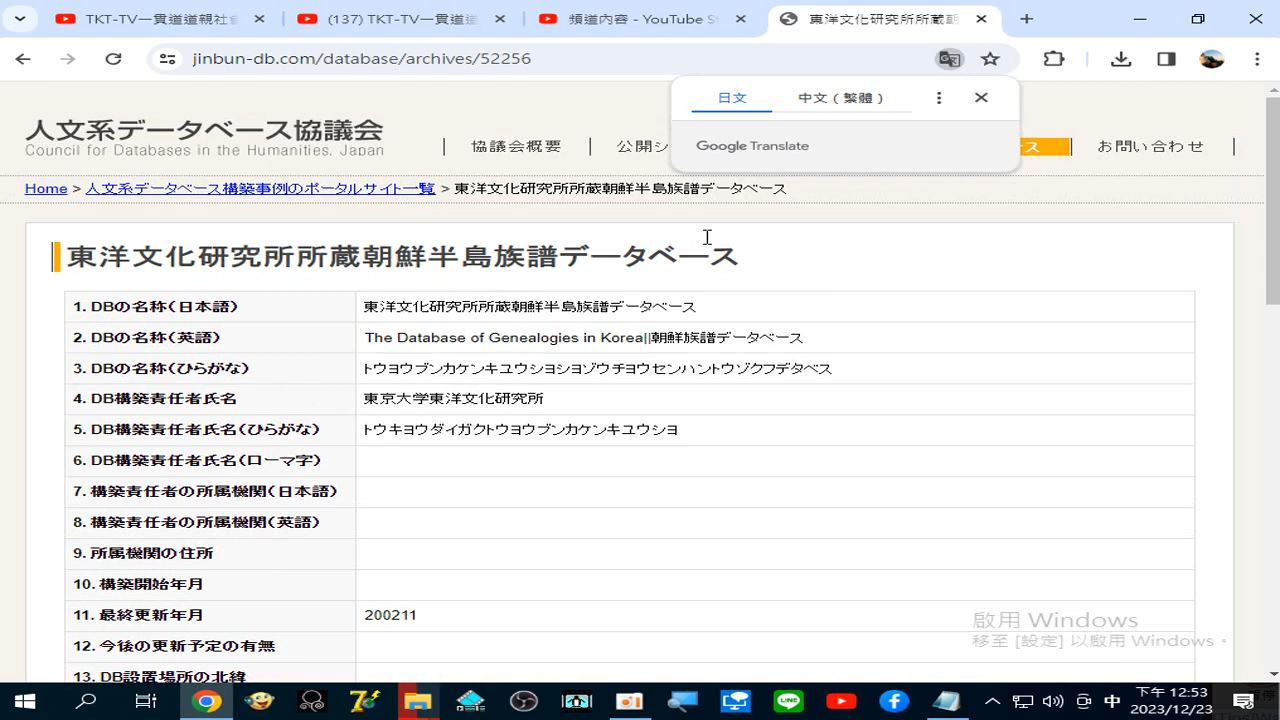 TKT-TV一貫道道親社
(137) TKT-TV一貫道道
頻道內容 - YouTube S
東洋文化研究所所蔵朝
jinbun-db.com/database/archives/52256
日文
中文（繁體）
Google Translate
人文系データベース協議会
Council for Databases in the Humanities, Japan
協議会概要
公開シ
ス
お問い合わせ
Home > 人文系データベース構築事例のポータルサイト一覧 > 東洋文化研究所所蔵朝鮮半島族譜データベース
東洋文化研究所所蔵朝鮮半島族譜データベース
1. DBの名称（日本語） 東洋文化研究所所蔵朝鮮半島族譜データベース
2. DBの名称（英語） The Database of Genealogies in Korea||朝鮮族譜データベース
3. DBの名称（ひらがな） トウヨウブンカケンキユウシヨシヨゾウチヨウセンハントウゾクフデタベス
4. DB構築責任者氏名 東京大学東洋文化研究所
5. DB構築責任者氏名（ひらがな） トウキヨウダイガクトウヨウブンカケンキユウシヨ
6. DB構築責任者氏名（ローマ字）
7. 構築責任者の所属機関（日本語）
8. 構築責任者の所属機関（英語）
9. 所属機関の住所
10. 構築開始年月
11. 最終更新年月 200211
12. 今後の更新予定の有無
13. DB設置場所の北緯
啟用 Windows
移至 [設定] 以啟用 Windows。
中
下午 12:53
2023/12/23